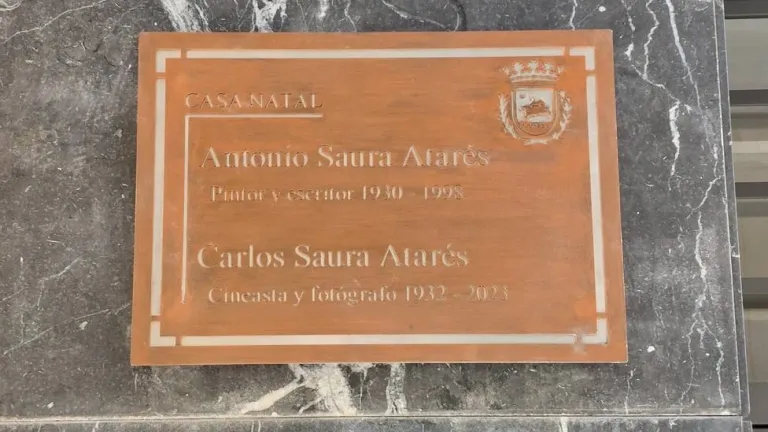 CASA NATAL
Antonio Saura Atarés
Pintor y escritor 1930 - 1998
Carlos Saura Atarés
Cineasta y fotógrafo 1932 - 2023